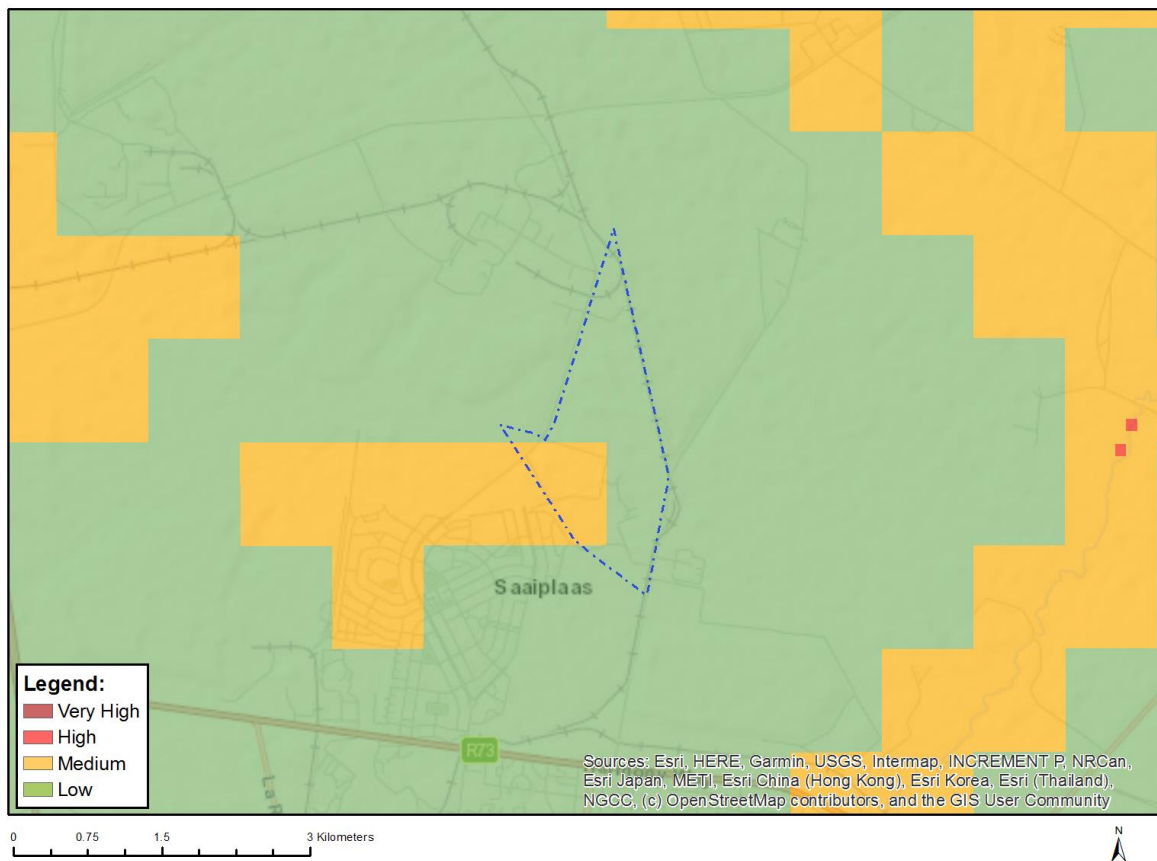 Saaiplaas
R73
Legend:
Very High
High
Medium
Low
Sources: Esri, HERE, Garmin, USGS, Intermap, INCREMENT P, NRCan,
Esri Japan, METI, Esri China (Hong Kong), Esri Korea, Esri (Thailand),
NGCC, (c) OpenStreetMap contributors, and the GIS User Community
0 0.75 1.5 3 Kilometers
N